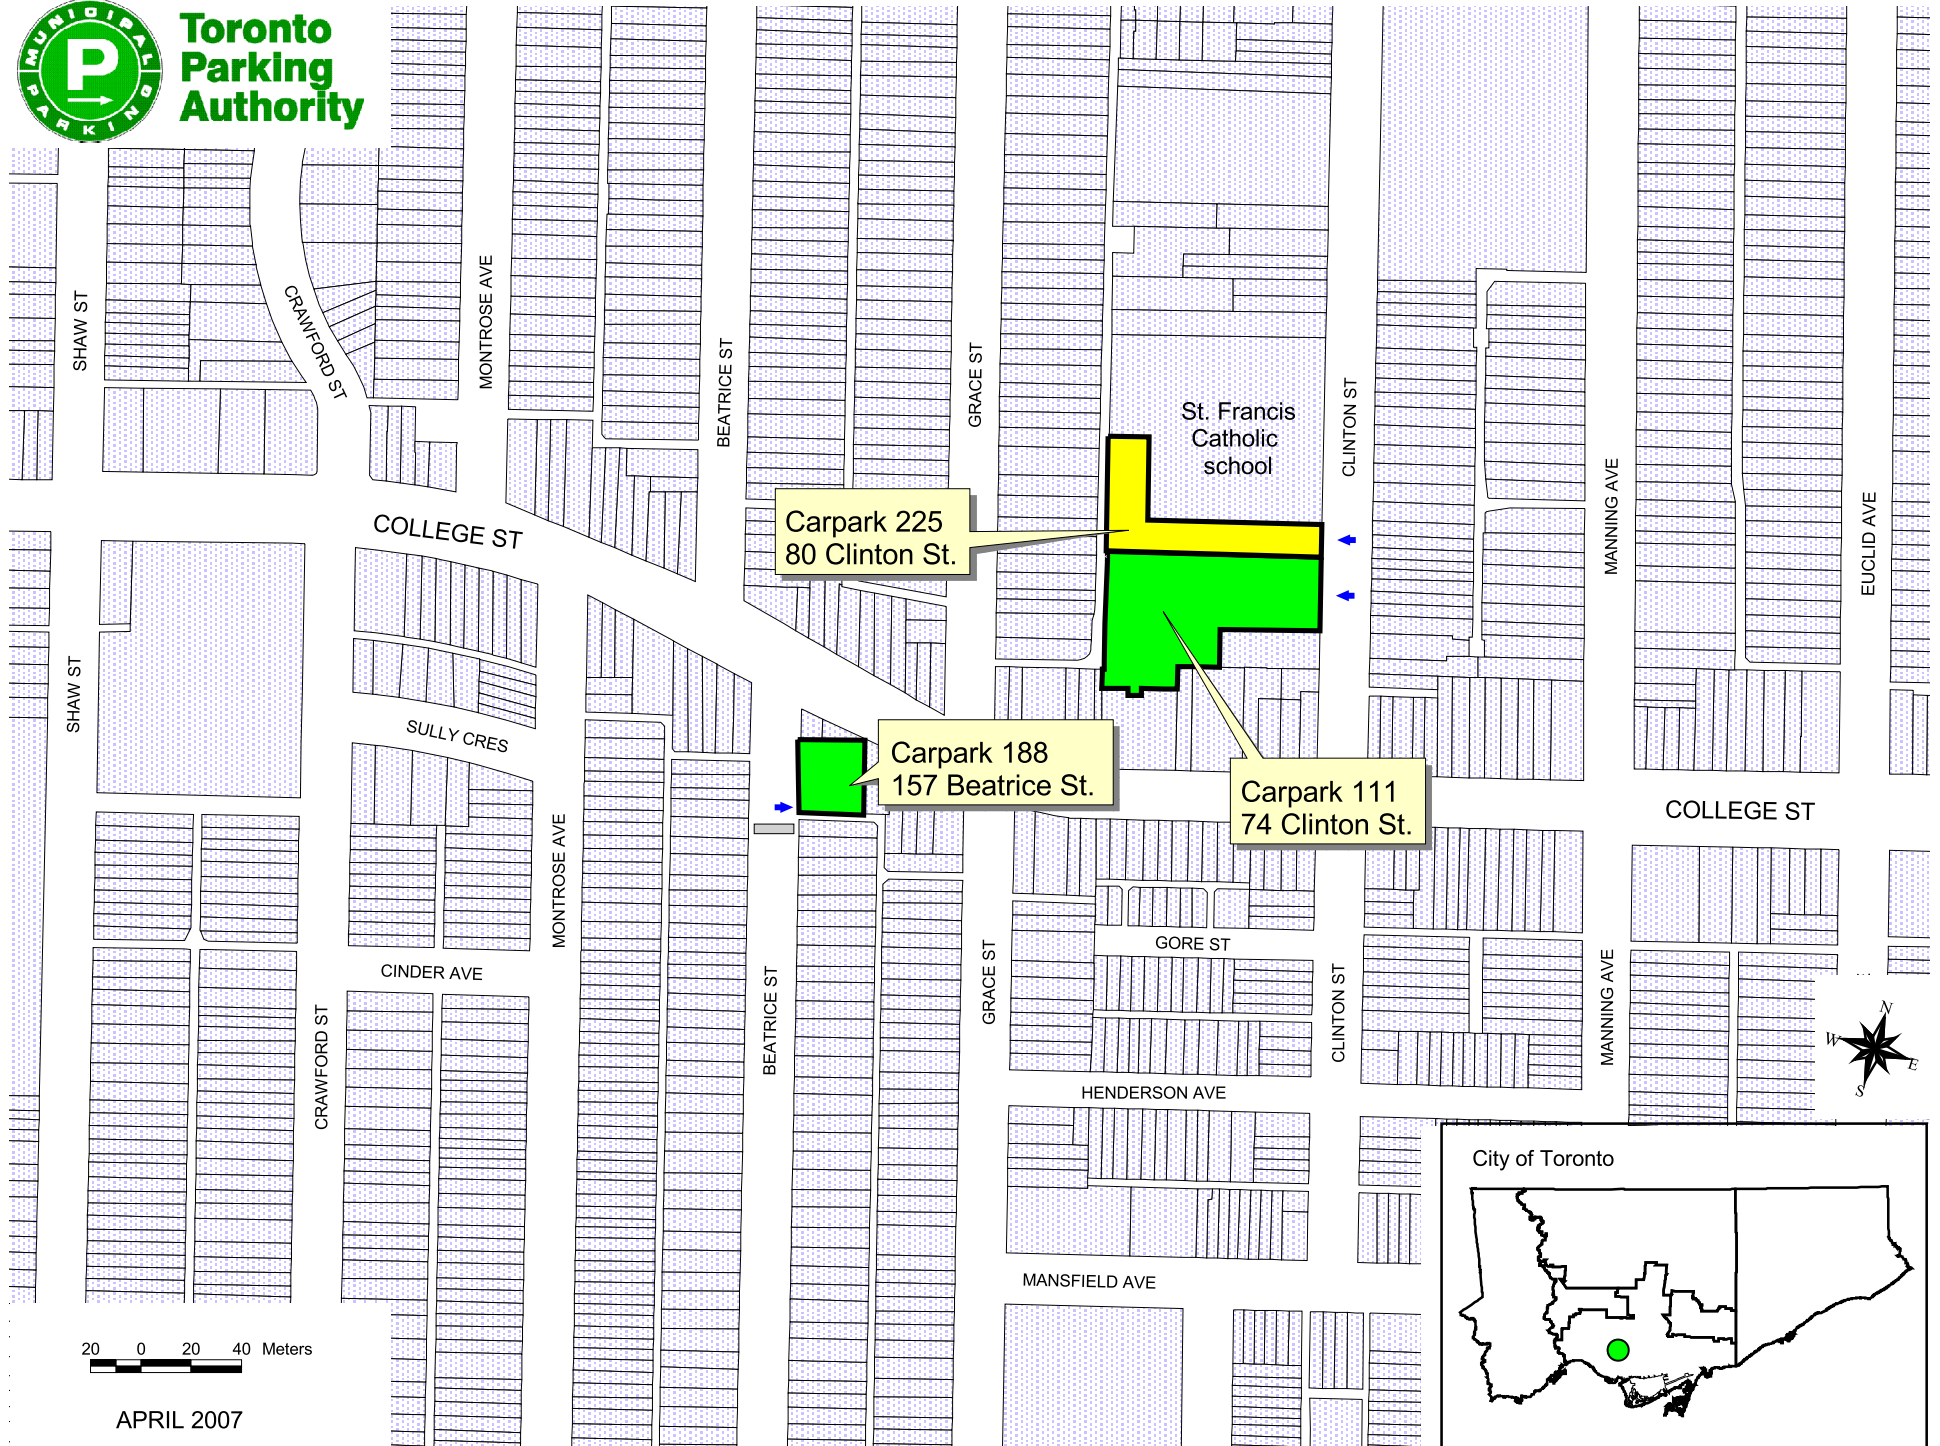 MUNICIPAL
P
PARKING
Toronto
Parking
Authority
SHAW ST
CRAWFORD ST
MONTROSE AVE
BEATRICE ST
GRACE ST
St. Francis
Catholic
school
CLINTON ST
MANNING AVE
EUCLID AVE
COLLEGE ST
Carpark 225
80 Clinton St.
SHAW ST
SULLY CRES
Carpark 188
157 Beatrice St.
Carpark 111
74 Clinton St.
COLLEGE ST
MONTROSE AVE
CINDER AVE
CRAWFORD ST
BEATRICE ST
GRACE ST
GORE ST
CLINTON ST
MANNING AVE
HENDERSON AVE
MANSFIELD AVE
N
W
E
S
City of Toronto
20 0 20 40 Meters
APRIL 2007